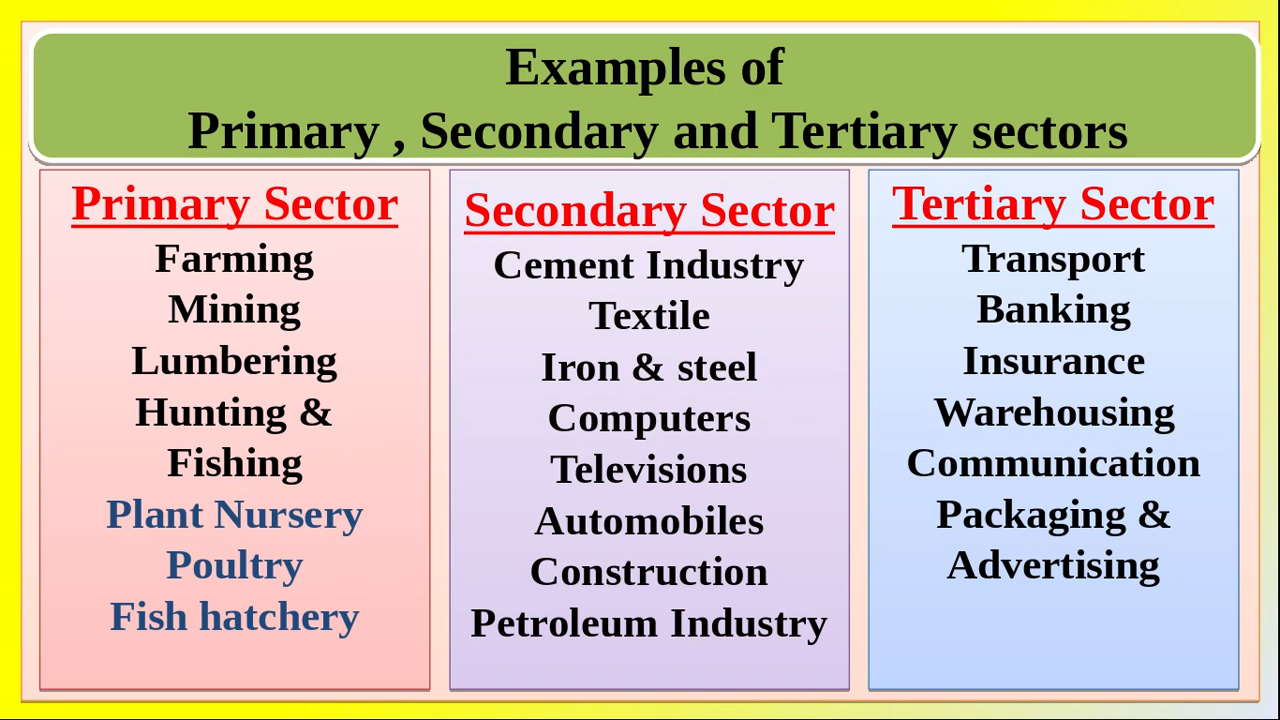 Examples of
Primary , Secondary and Tertiary sectors
Primary Sector
Farming
Mining
Lumbering
Hunting &
Fishing
Plant Nursery
Poultry
Fish hatchery
Secondary Sector
Cement Industry
Textile
Iron & steel
Computers
Televisions
Automobiles
Construction
Petroleum Industry
Tertiary Sector
Transport
Banking
Insurance
Warehousing
Communication
Packaging &
Advertising